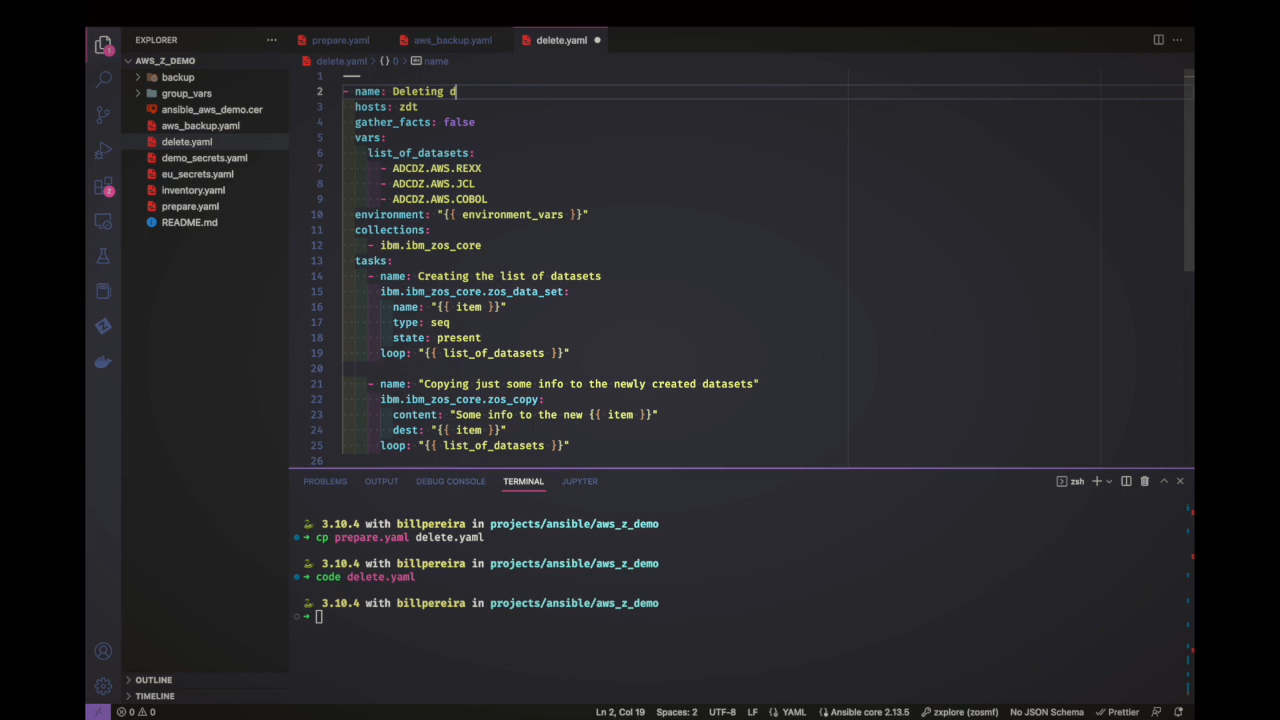 EXPLORER
AWS_Z_DEMO
backup
group_vars
ansible_aws_demo.cer
aws_backup.yaml
delete.yaml
demo_secrets.yaml
eu_secrets.yaml
inventory.yaml
prepare.yaml
README.md
OUTLINE
TIMELINE
1
2
prepare.yaml aws_backup.yaml delete.yaml
delete.yaml > {} 0 > name
1 ---
2 - name: Deleting d
3 hosts: zdt
4 gather_facts: false
5 vars:
6 list_of_datasets:
7 - ADCDZ.AWS.REXX
8 - ADCDZ.AWS.JCL
9 - ADCDZ.AWS.COBOL
10 environment: "{{ environment_vars }}"
11 collections:
12 - ibm.ibm_zos_core
13 tasks:
14 - name: Creating the list of datasets
15 ibm.ibm_zos_core.zos_data_set:
16 name: "{{ item }}"
17 type: seq
18 state: present
19 loop: "{{ list_of_datasets }}"
20
21 - name: "Copying just some info to the newly created datasets"
22 ibm.ibm_zos_core.zos_copy:
23 content: "Some info to the new {{ item }}"
24 dest: "{{ item }}"
25 loop: "{{ list_of_datasets }}"
26
PROBLEMS OUTPUT DEBUG CONSOLE TERMINAL JUPYTER zsh
3.10.4 with billpereira in projects/ansible/aws_z_demo
➜ cp prepare.yaml delete.yaml
3.10.4 with billpereira in projects/ansible/aws_z_demo
➜ code delete.yaml
3.10.4 with billpereira in projects/ansible/aws_z_demo
➜
0 0 Ln 2, Col 19 Spaces: 2 UTF-8 LF {} YAML {} Ansible core 2.13.5 zxplore (zosmf) No JSON Schema Prettier